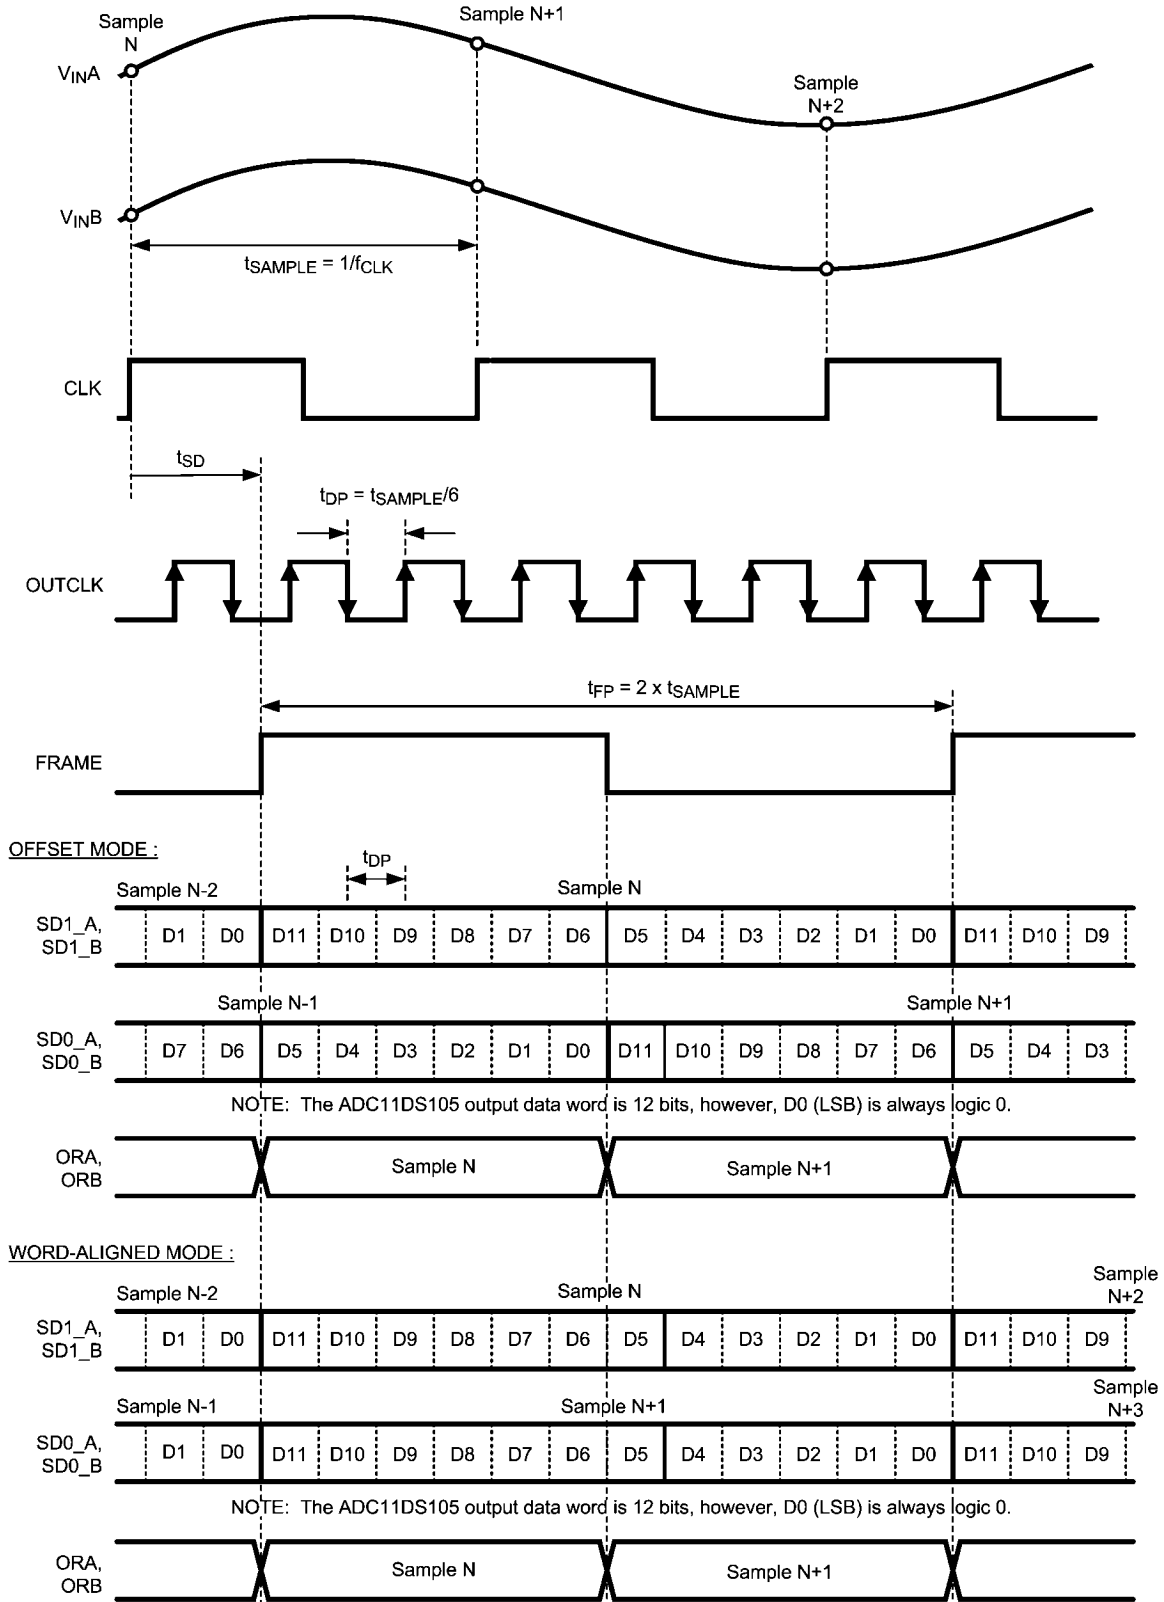 Sample
N
Sample N+1
VINA
Sample
N+2
VINB
tSAMPLE = 1/fCLK
CLK
tSD
tDP = tSAMPLE/6
OUTCLK
tFP = 2 x tSAMPLE
FRAME
OFFSET MODE :
tDP
Sample N-2 Sample N
SD1_A,
SD1_B
D1 D0 D11 D10 D9 D8 D7 D6 D5 D4 D3 D2 D1 D0 D11 D10 D9
Sample N-1 Sample N+1
SD0_A,
SD0_B
D7 D6 D5 D4 D3 D2 D1 D0 D11 D10 D9 D8 D7 D6 D5 D4 D3
NOTE: The ADC11DS105 output data word is 12 bits, however, D0 (LSB) is always logic 0.
ORA,
ORB
Sample N Sample N+1
WORD-ALIGNED MODE :
Sample N-2 Sample N Sample
N+2
SD1_A,
SD1_B
D1 D0 D11 D10 D9 D8 D7 D6 D5 D4 D3 D2 D1 D0 D11 D10 D9
Sample N-1 Sample N+1 Sample
N+3
SD0_A,
SD0_B
D1 D0 D11 D10 D9 D8 D7 D6 D5 D4 D3 D2 D1 D0 D11 D10 D9
NOTE: The ADC11DS105 output data word is 12 bits, however, D0 (LSB) is always logic 0.
ORA,
ORB
Sample N Sample N+1